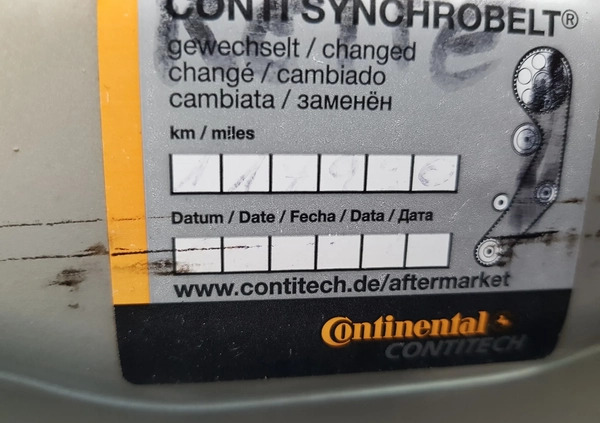 CONTI SYNCHROBELT®
gewechselt / changed
changé / cambiado
cambiata / заменён
km / miles
Datum / Date / Fecha / Data / Дата
www.contitech.de/aftermarket
Continental
CONTITECH